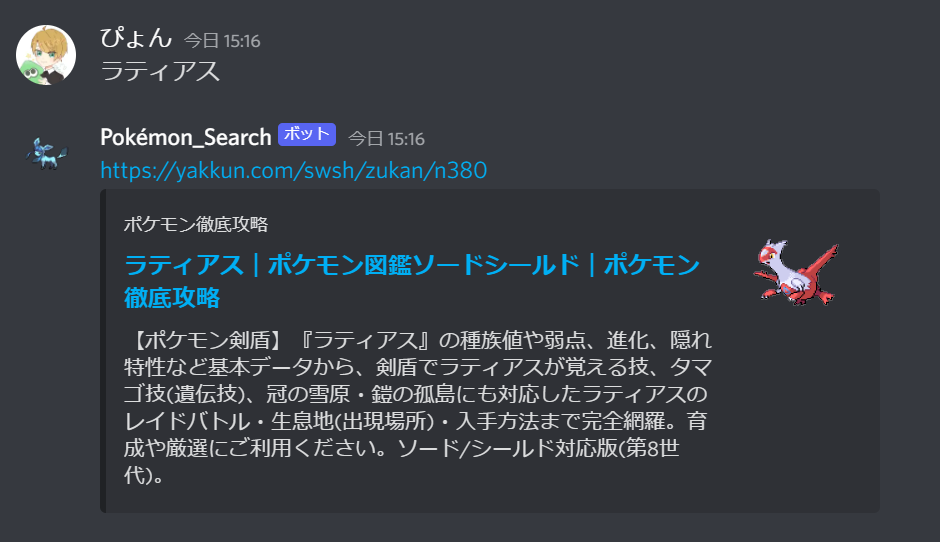 ぴょん 今日 15:16
ラティアス
Pokémon_Search ボット 今日 15:16
https://yakkun.com/swsh/zukan/n380
ポケモン徹底攻略
ラティアス｜ポケモン図鑑ソードシールド｜ポケモン
徹底攻略
【ポケモン剣盾】『ラティアス』の種族値や弱点、進化、隠れ
特性など基本データから、剣盾でラティアスが覚える技、タマ
ゴ技(遺伝技)、冠の雪原・鎧の孤島にも対応したラティアスの
レイドバトル・生息地(出現場所)・入手方法まで完全網羅。育
成や厳選にご利用ください。ソード/シールド対応版(第8世
代)。